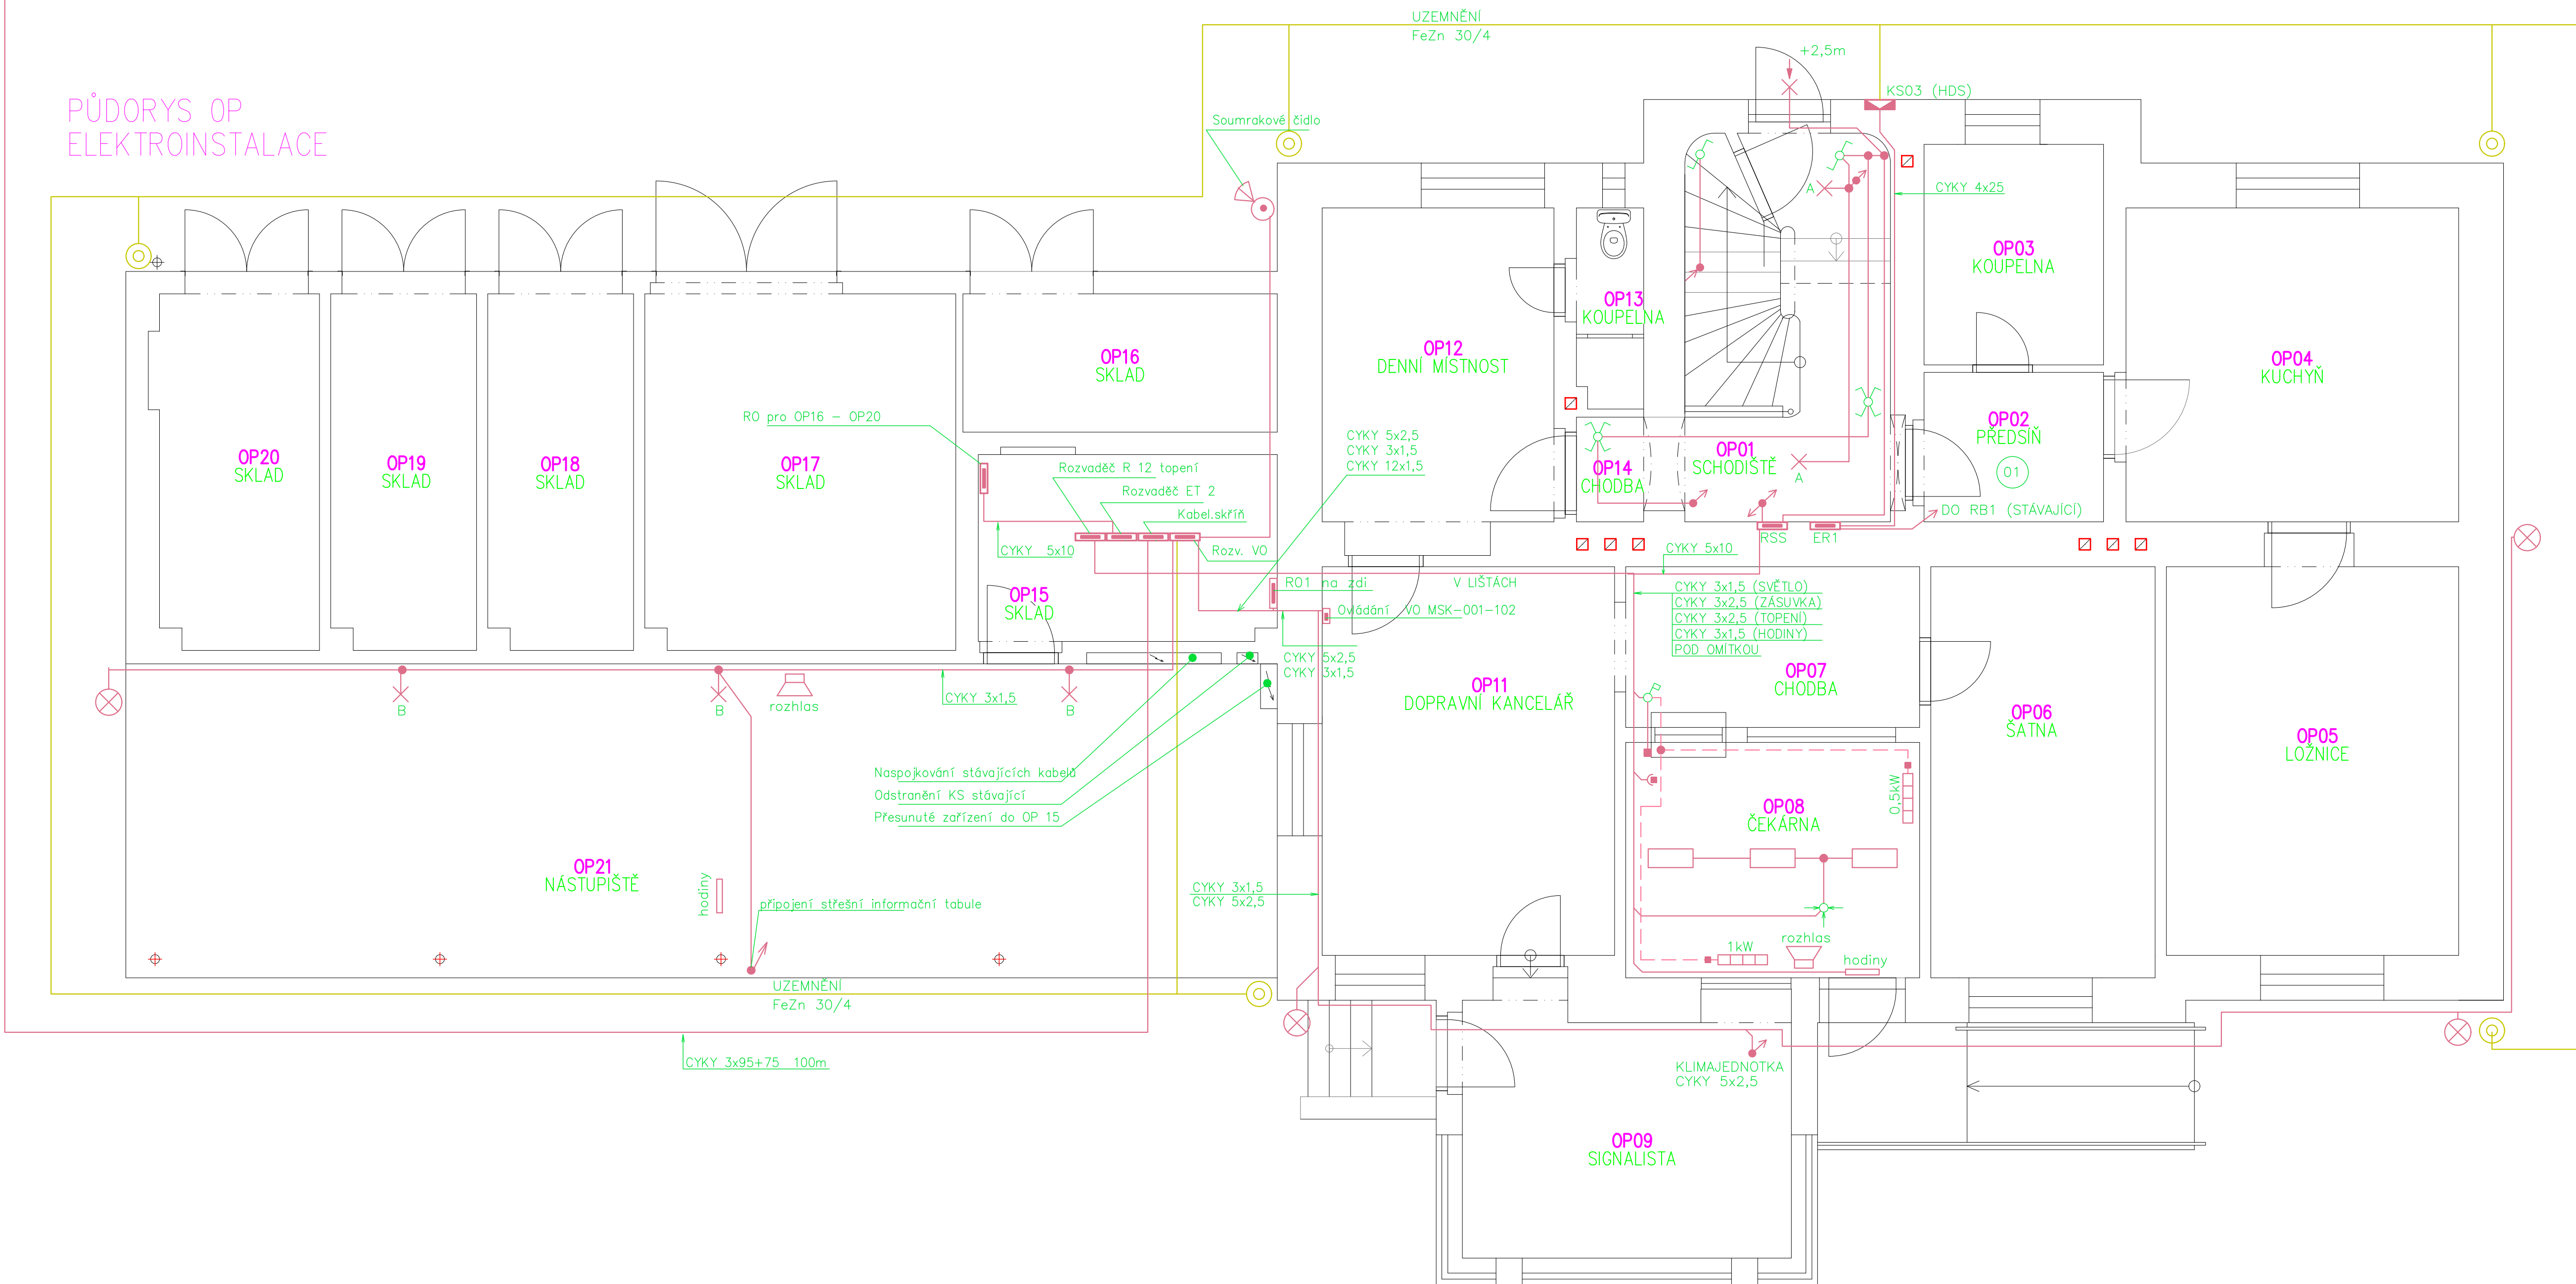 UZEMNĚNÍ
FeZn 30/4
+2,5m
KS03 (HDS)
PŮDORYS OP
ELEKTROINSTALACE
Soumrakové čidlo
A
CYKY 4x25
OP03
KOUPELNA
OP13
KOUPELNA
OP12
DENNÍ MÍSTNOST
OP16
SKLAD
OP04
KUCHYŇ
RO pro OP16 – OP20
OP02
PŘEDSÍŇ
01
CYKY 5x2,5
CYKY 3x1,5
CYKY 12x1,5
OP20
SKLAD
OP19
SKLAD
OP18
SKLAD
OP17
SKLAD
Rozvaděč R 12 topení
Rozvaděč ET 2
Kabel.skříň
OP14
CHODBA
OP01
SCHODIŠTĚ
A
DO RB1 (STÁVAJÍCÍ)
RSS
ER1
CYKY 5x10
Rozv. VO
CYKY 5x10
RO1 na zdi
V LIŠTÁCH
OP15
SKLAD
Ovládání VO MSK-001-102
CYKY 3x1,5 (SVĚTLO)
CYKY 3x2,5 (ZÁSUVKA)
CYKY 3x2,5 (TOPENÍ)
CYKY 3x1,5 (HODINY)
POD OMÍTKOU
CYKY 5x2,5
CYKY 3x1,5
OP07
CHODBA
CYKY 3x1,5
B
B
rozhlas
B
OP11
DOPRAVNÍ KANCELÁŘ
OP06
ŠATNA
OP05
LOŽNICE
Naspojkování stávajících kabelů
Odstranění KS stávající
Přesunuté zařízení do OP 15
0,5kW
OP08
ČEKÁRNA
OP21
NÁSTUPIŠTĚ
hodiny
připojení střešní informační tabule
CYKY 3x1,5
CYKY 5x2,5
1kW
rozhlas
hodiny
UZEMNĚNÍ
FeZn 30/4
CYKY 3x95+75 100m
KLIMAJEDNOTKA
CYKY 5x2,5
OP09
SIGNALISTA